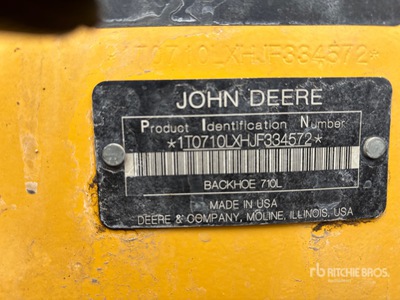 1T0710LXHJF334572*
JOHN DEERE
Product Identification Number
*1T0710LXHJF334572*
BACKHOE 710L
MADE IN USA
DEERE & COMPANY, MOLINE, ILLINOIS, USA
rb RITCHIE BROS.